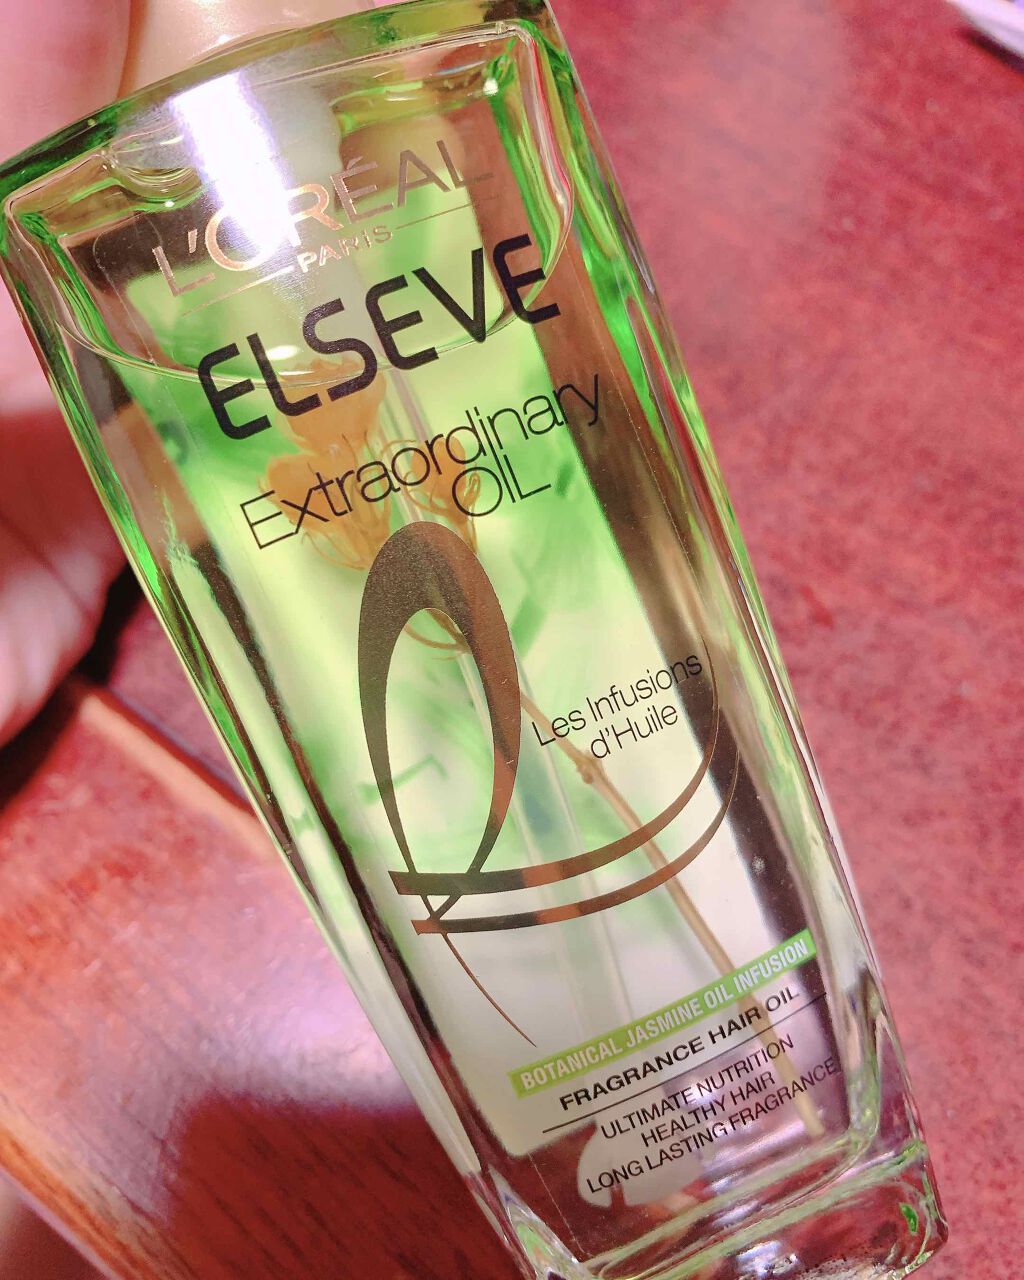 L'ORÉAL
PARIS
ELSEVE
Extraordinary
OIL
Les Infusions
d'Huile
BOTANICAL JASMINE OIL INFUSION
FRAGRANCE HAIR OIL
ULTIMATE NUTRITION
HEALTHY HAIR
LONG LASTING FRAGRANCE